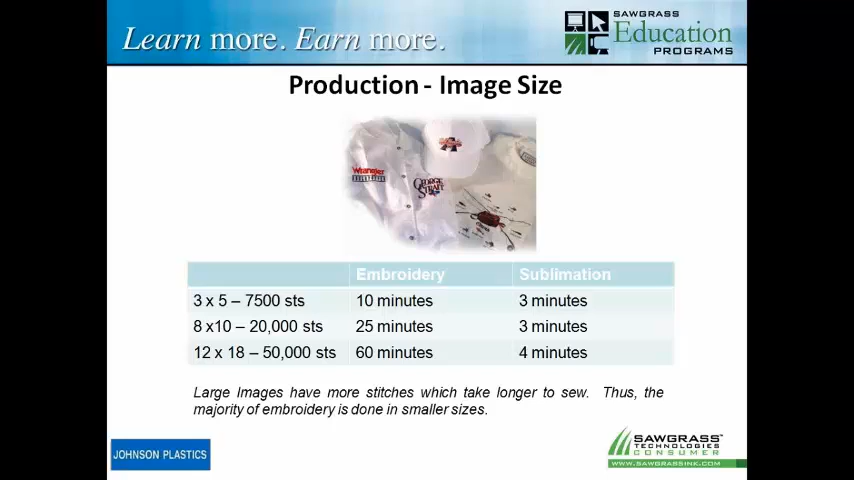 Learn more. Earn more.
SAWGRASS
Education
PROGRAMS
Production - Image Size
Wrangler
GEORGE
STRAIT
Embroidery Sublimation
3 x 5 – 7500 sts 10 minutes 3 minutes
8 x10 – 20,000 sts 25 minutes 3 minutes
12 x 18 – 50,000 sts 60 minutes 4 minutes
Large Images have more stitches which take longer to sew. Thus, the
majority of embroidery is done in smaller sizes.
JOHNSON PLASTICS
SAWGRASS
TECHNOLOGIES
CONSUMER
WWW.SAWGRASSINK.COM